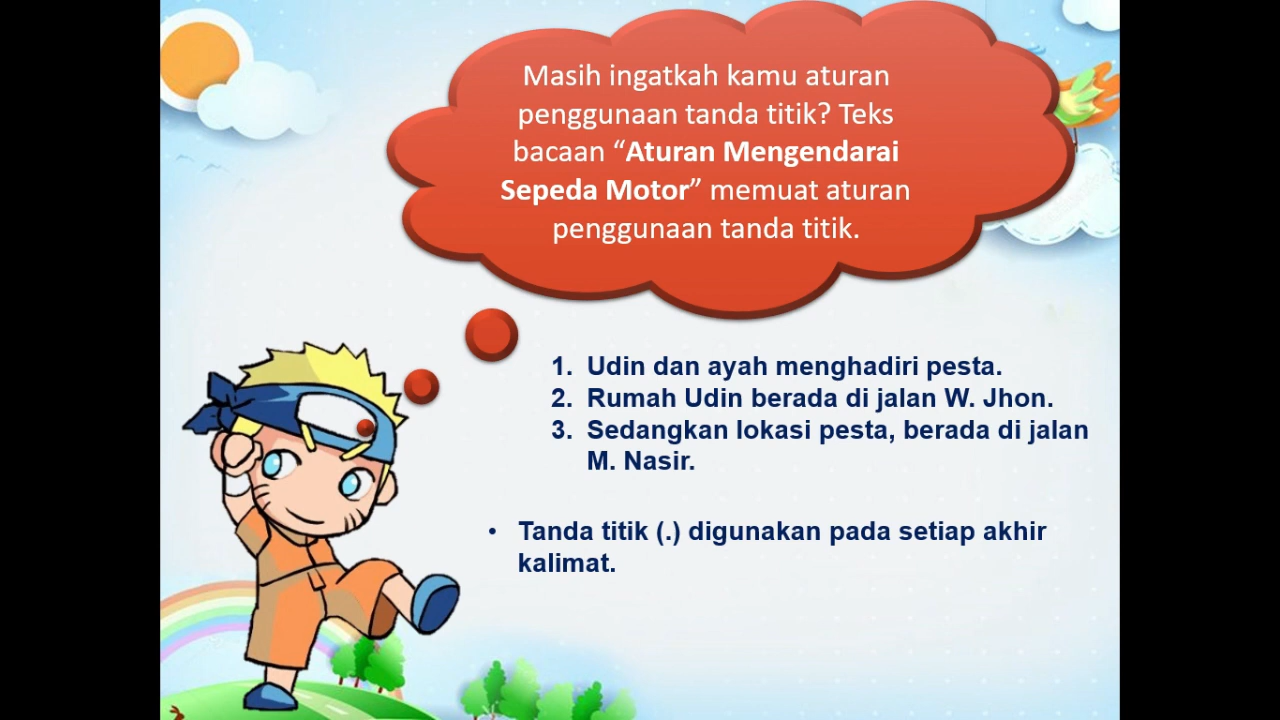 Masih ingatkah kamu aturan
penggunaan tanda titik? Teks
bacaan “Aturan Mengendarai
Sepeda Motor” memuat aturan
penggunaan tanda titik.
1. Udin dan ayah menghadiri pesta.
2. Rumah Udin berada di jalan W. Jhon.
3. Sedangkan lokasi pesta, berada di jalan
M. Nasir.
• Tanda titik (.) digunakan pada setiap akhir
kalimat.